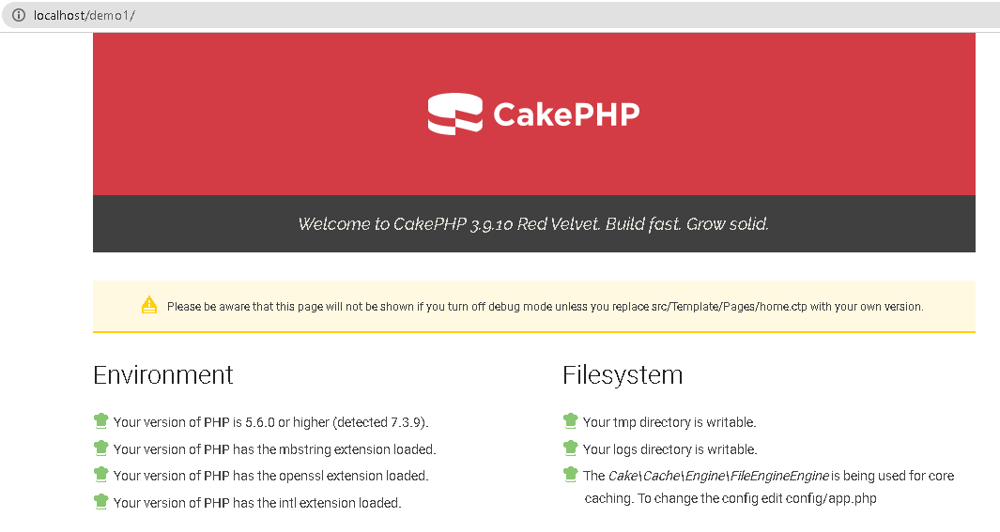 localhost/demo1/
CakePHP
Welcome to CakePHP 3.9.10 Red Velvet. Build fast. Grow solid.
Please be aware that this page will not be shown if you turn off debug mode unless you replace src/Template/Pages/home.ctp with your own version.
Environment
Your version of PHP is 5.6.0 or higher (detected 7.3.9).
Your version of PHP has the mbstring extension loaded.
Your version of PHP has the openssl extension loaded.
Your version of PHP has the intl extension loaded.
Filesystem
Your tmp directory is writable.
Your logs directory is writable.
The Cake\Cache\Engine\FileEngineEngine is being used for core
caching. To change the config edit config/app.php